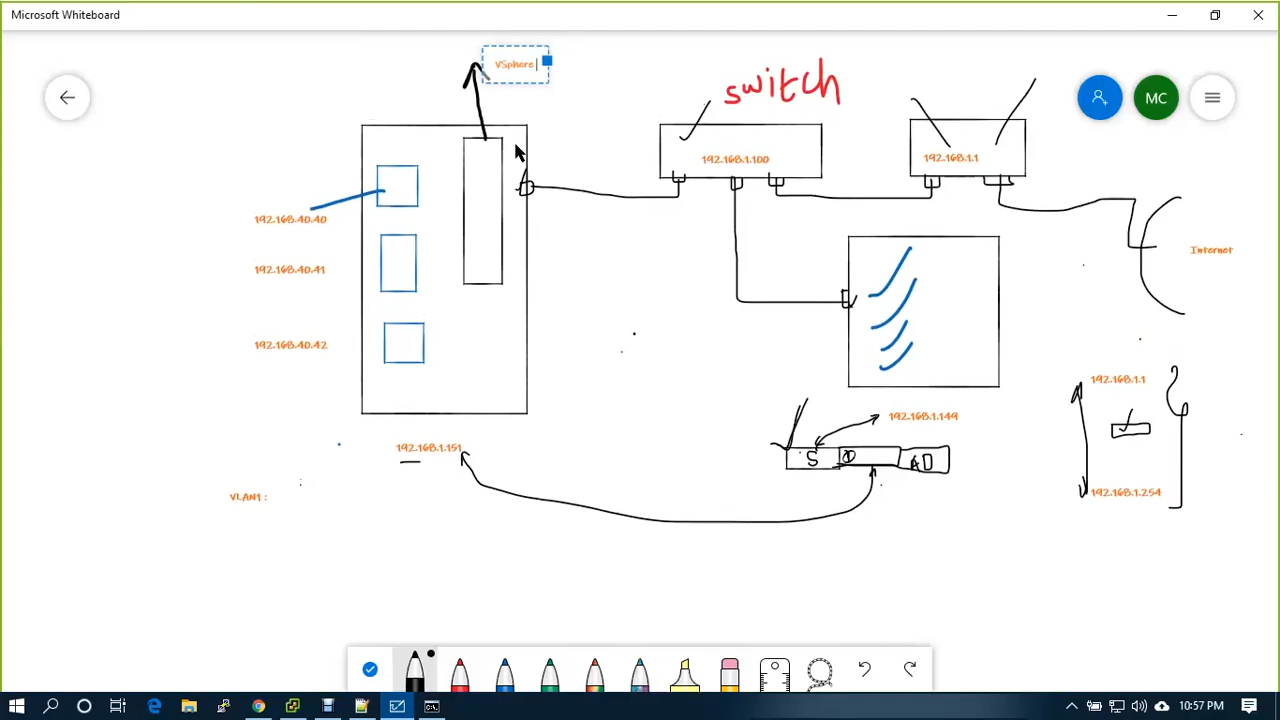 Microsoft Whiteboard
VSphere
switch
MC
192.168.1.100
192.168.1.1
192.168.40.40
Internet
192.168.40.41
192.168.40.42
192.168.1.1
192.168.1.149
192.168.1.151
S
D
AD
192.168.1.254
VLAN1 :
10:57 PM